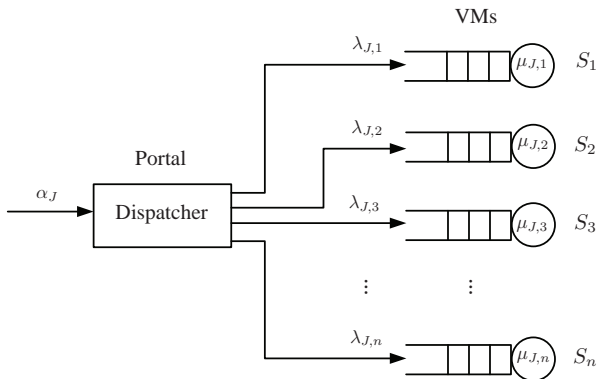 VMs
λ_{J,1}
μ_{J,1}
S_1
λ_{J,2}
μ_{J,2}
S_2
Portal
α_J
Dispatcher
λ_{J,3}
μ_{J,3}
S_3
⋮
⋮
λ_{J,n}
μ_{J,n}
S_n